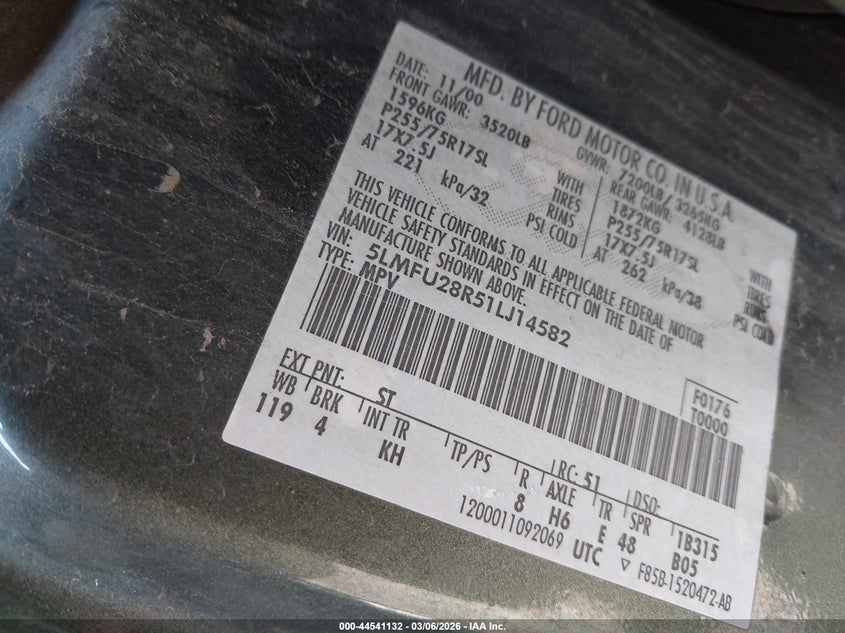 MFD. BY FORD MOTOR CO. IN U.S.A.
DATE: 11/00 GVWR: 7200LB/ 3265KG
FRONT GAWR: 3520LB REAR GAWR: 4128LB
1596KG WITH 1872KG WITH
P255/75R17SL TIRES P255/75R17SL TIRES
17X7.5J RIMS 17X7.5J RIMS
AT 221 kPa/32 PSI COLD AT 262 kPa/38 PSI COLD
THIS VEHICLE CONFORMS TO ALL APPLICABLE FEDERAL MOTOR
VEHICLE SAFETY STANDARDS IN EFFECT ON THE DATE OF
MANUFACTURE SHOWN ABOVE.
VIN: 5LMFU28R51LJ14582
TYPE: MPV
F0176
T0000
EXT PNT: ST RC: 51 DSO:
WB BRK INT TR TP/PS R AXLE TR SPR 1B315
119 4 KH 8 H6 E 48 B05
1200011092069 UTC ▽ F85B-1520472-AB
000-44541132 - 03/06/2026 - IAA Inc.